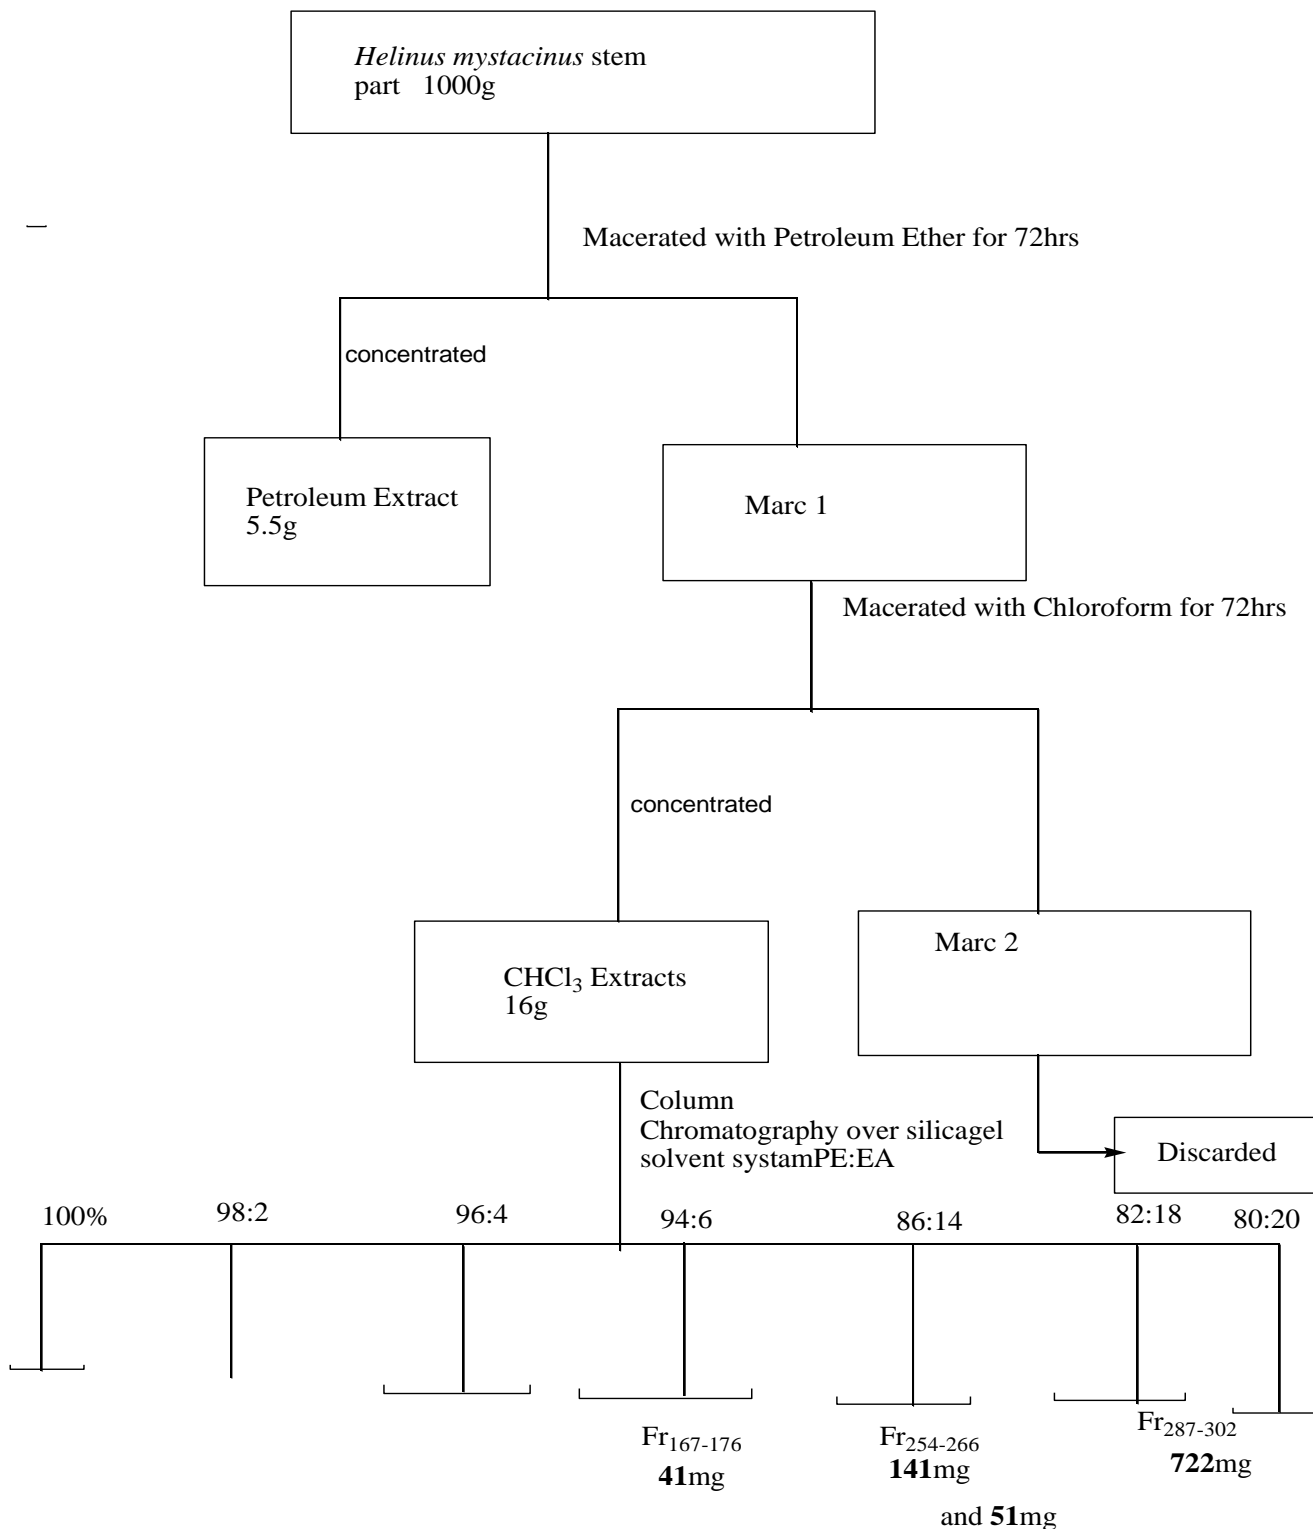 Helinus mystacinus stem
part 1000g
Macerated with Petroleum Ether for 72hrs
concentrated
Petroleum Extract
5.5g
Marc 1
Macerated with Chloroform for 72hrs
concentrated
CHCl3 Extracts
16g
Marc 2
Column
Chromatography over silicagel
solvent systamPE:EA
Discarded
100%
98:2
96:4
94:6
86:14
82:18
80:20
Fr167-176
41mg
Fr254-266
141mg
and 51mg
Fr287-302
722mg